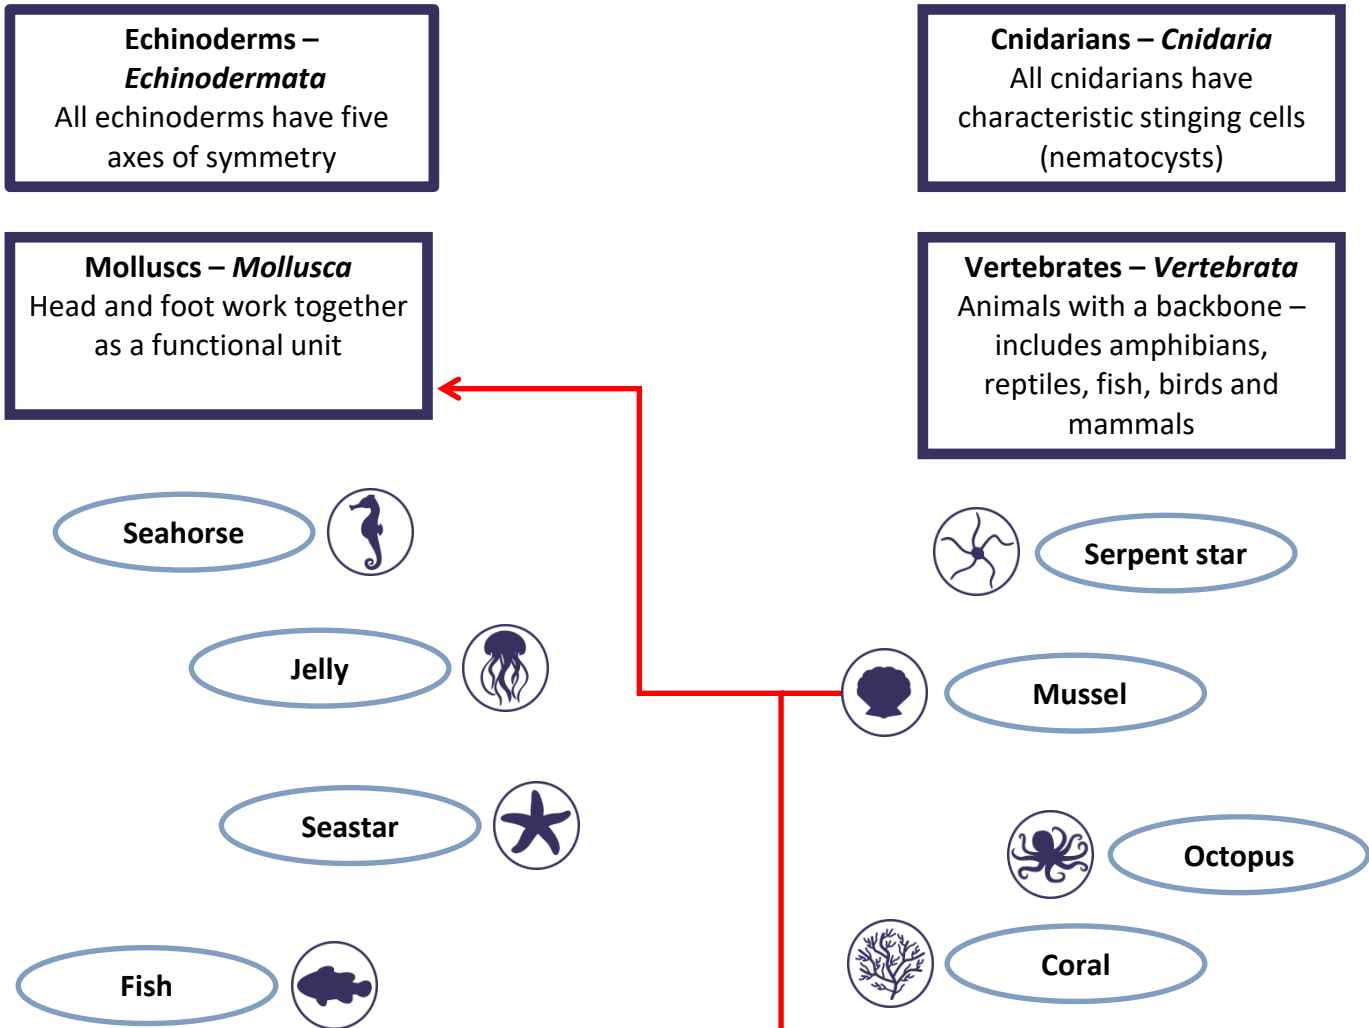 Echinoderms –
Echinodermata
All echinoderms have five
axes of symmetry
Cnidarians – Cnidaria
All cnidarians have
characteristic stinging cells
(nematocysts)
Molluscs – Mollusca
Head and foot work together
as a functional unit
Vertebrates – Vertebrata
Animals with a backbone –
includes amphibians,
reptiles, fish, birds and
mammals
Seahorse
Serpent star
Jelly
Mussel
Seastar
Octopus
Fish
Coral